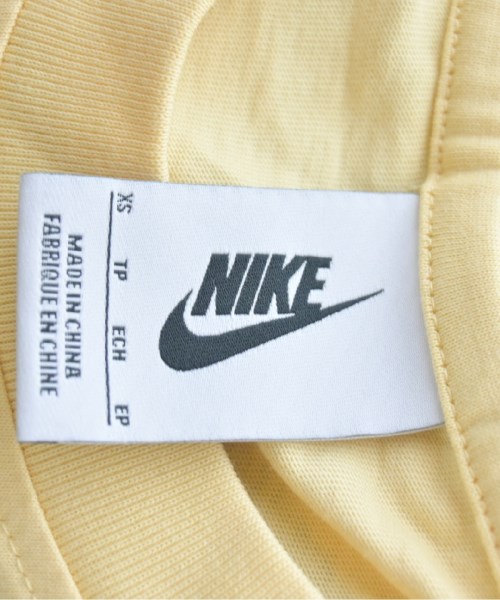 NIKE
XS TP ECH EP
MADE IN CHINA
FABRIQUE EN CHINE